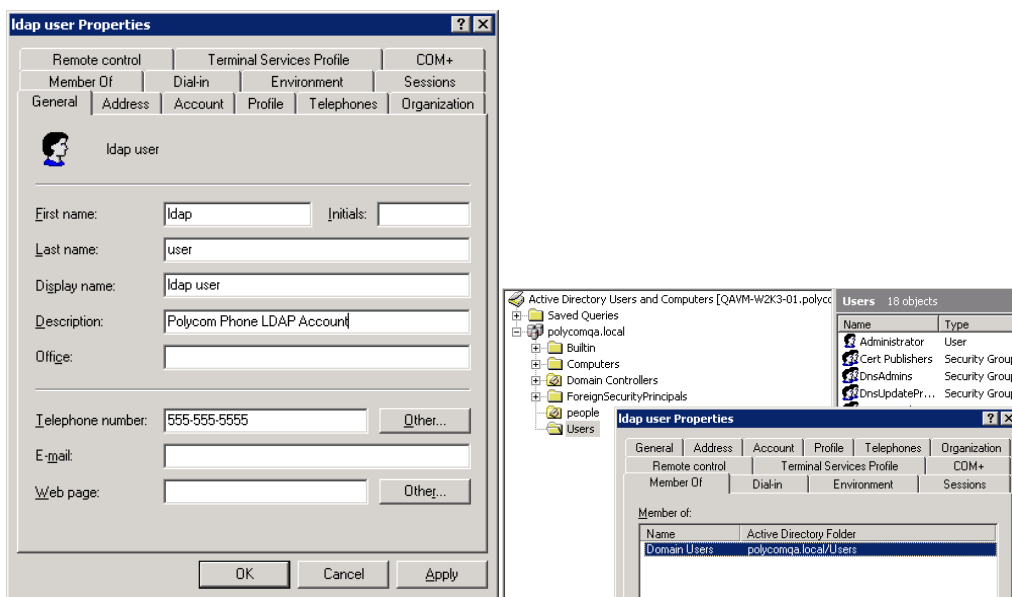 ldap user Properties
Remote control Terminal Services Profile COM+
Member Of Dial-in Environment Sessions
General Address Account Profile Telephones Organization
ldap user
First name: ldap Initials:
Last name: user
Display name: ldap user
Description: Polycom Phone LDAP Account
Office:
Telephone number: 555-555-5555 Other...
E-mail:
Web page: Other...
OK Cancel Apply
Active Directory Users and Computers [QAVM-W2K3-01.polyc
Saved Queries
polycomqa.local
Builtin
Computers
Domain Controllers
ForeignSecurityPrincipals
people
Users
Users 18 objects
Name Type
Administrator User
Cert Publishers Security Grou
DnsAdmins Security Grou
DnsUpdatePr... Security Grou
ldap user Properties
General Address Account Profile Telephones Organization
Remote control Terminal Services Profile COM+
Member Of Dial-in Environment Sessions
Member of:
Name Active Directory Folder
Domain Users polycomqa.local/Users